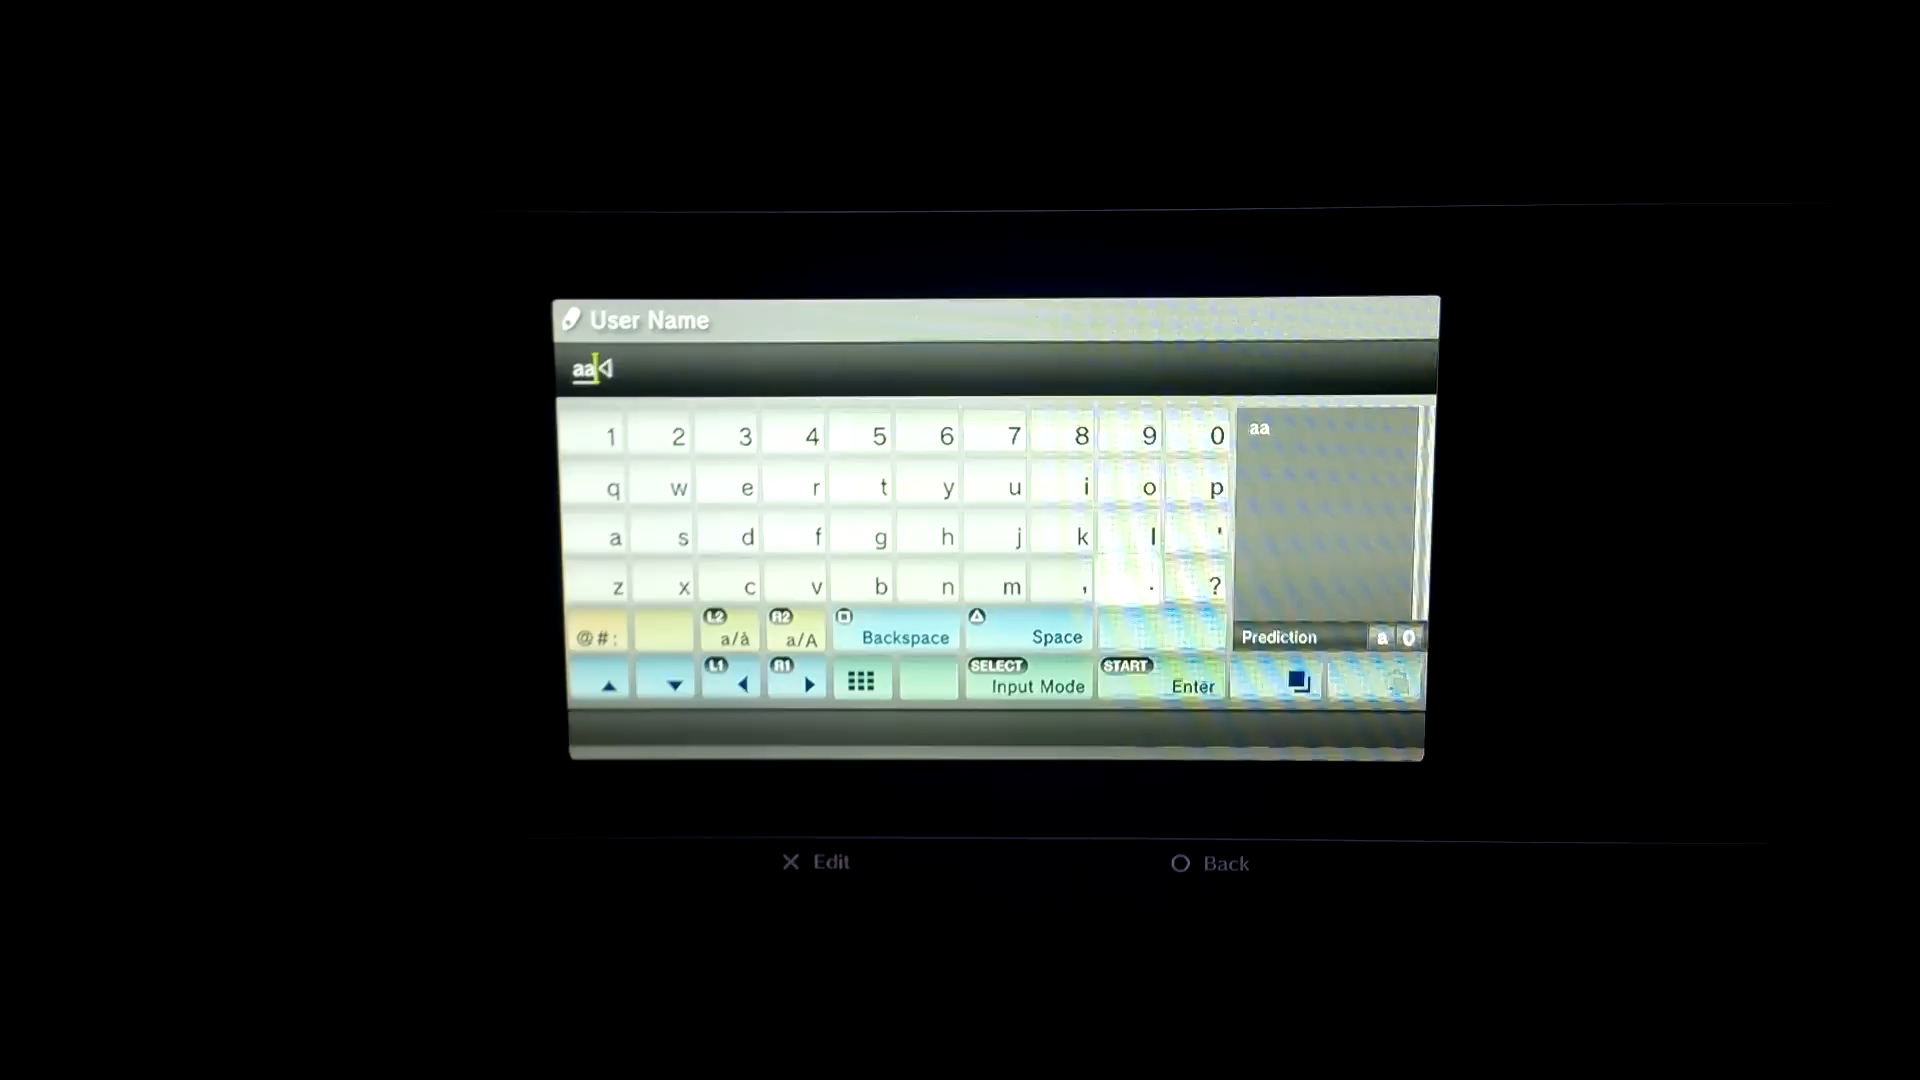 User Name
aa
1 2 3 4 5 6 7 8 9 0
aa
q w e r t y u i o p
a s d f g h j k l '
z x c v b n m , . ?
@#: L2 a/à R2 a/A Backspace Space
Prediction a 0
L1 R1 SELECT Input Mode START Enter
Edit Back